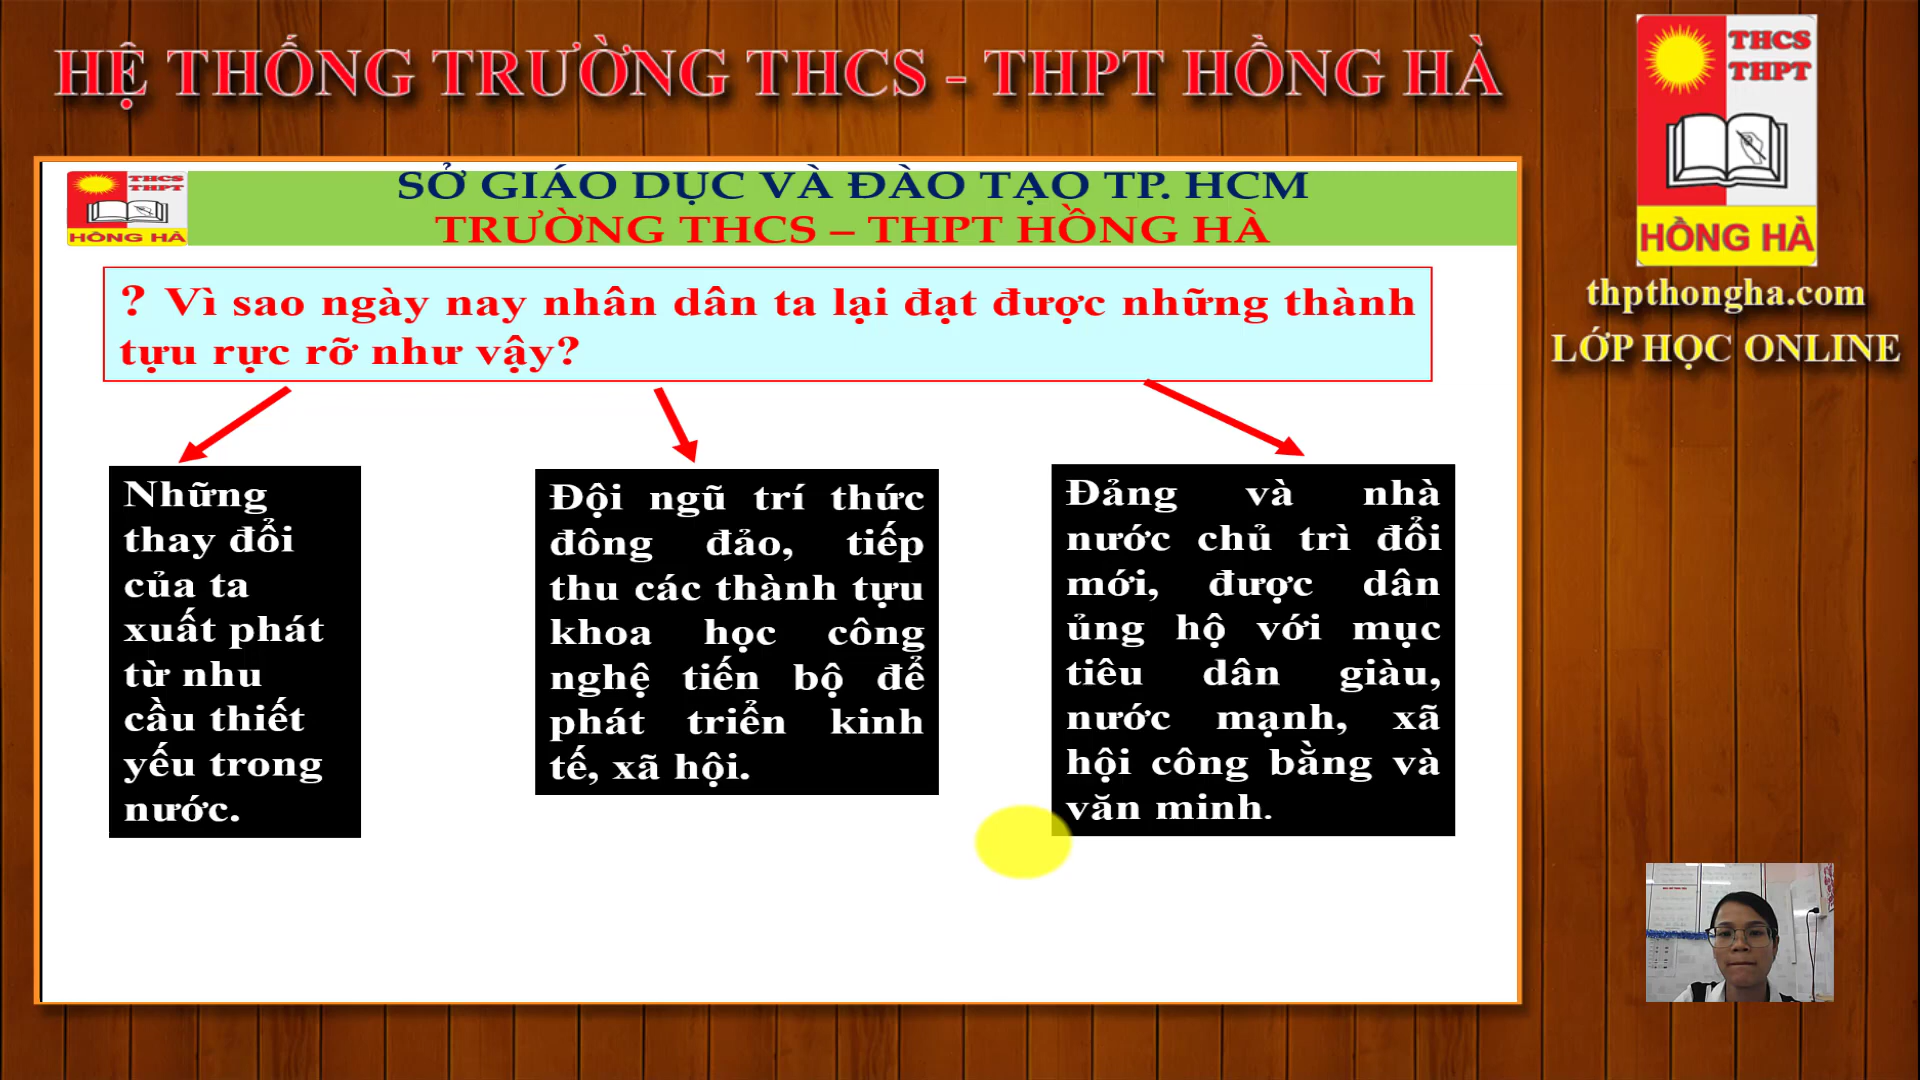 HỆ THỐNG TRƯỜNG THCS - THPT HỒNG HÀ
THCS
THPT
HỒNG HÀ
thpthongha.com
LỚP HỌC ONLINE
THCS
THPT
HỒNG HÀ
SỞ GIÁO DỤC VÀ ĐÀO TẠO TP. HCM
TRƯỜNG THCS – THPT HỒNG HÀ
? Vì sao ngày nay nhân dân ta lại đạt được những thành
tựu rực rỡ như vậy?
Những
thay đổi
của ta
xuất phát
từ nhu
cầu thiết
yếu trong
nước.
Đội ngũ trí thức
đông đảo, tiếp
thu các thành tựu
khoa học công
nghệ tiến bộ để
phát triển kinh
tế, xã hội.
Đảng và nhà
nước chủ trì đổi
mới, được dân
ủng hộ với mục
tiêu dân giàu,
nước mạnh, xã
hội công bằng và
văn minh.